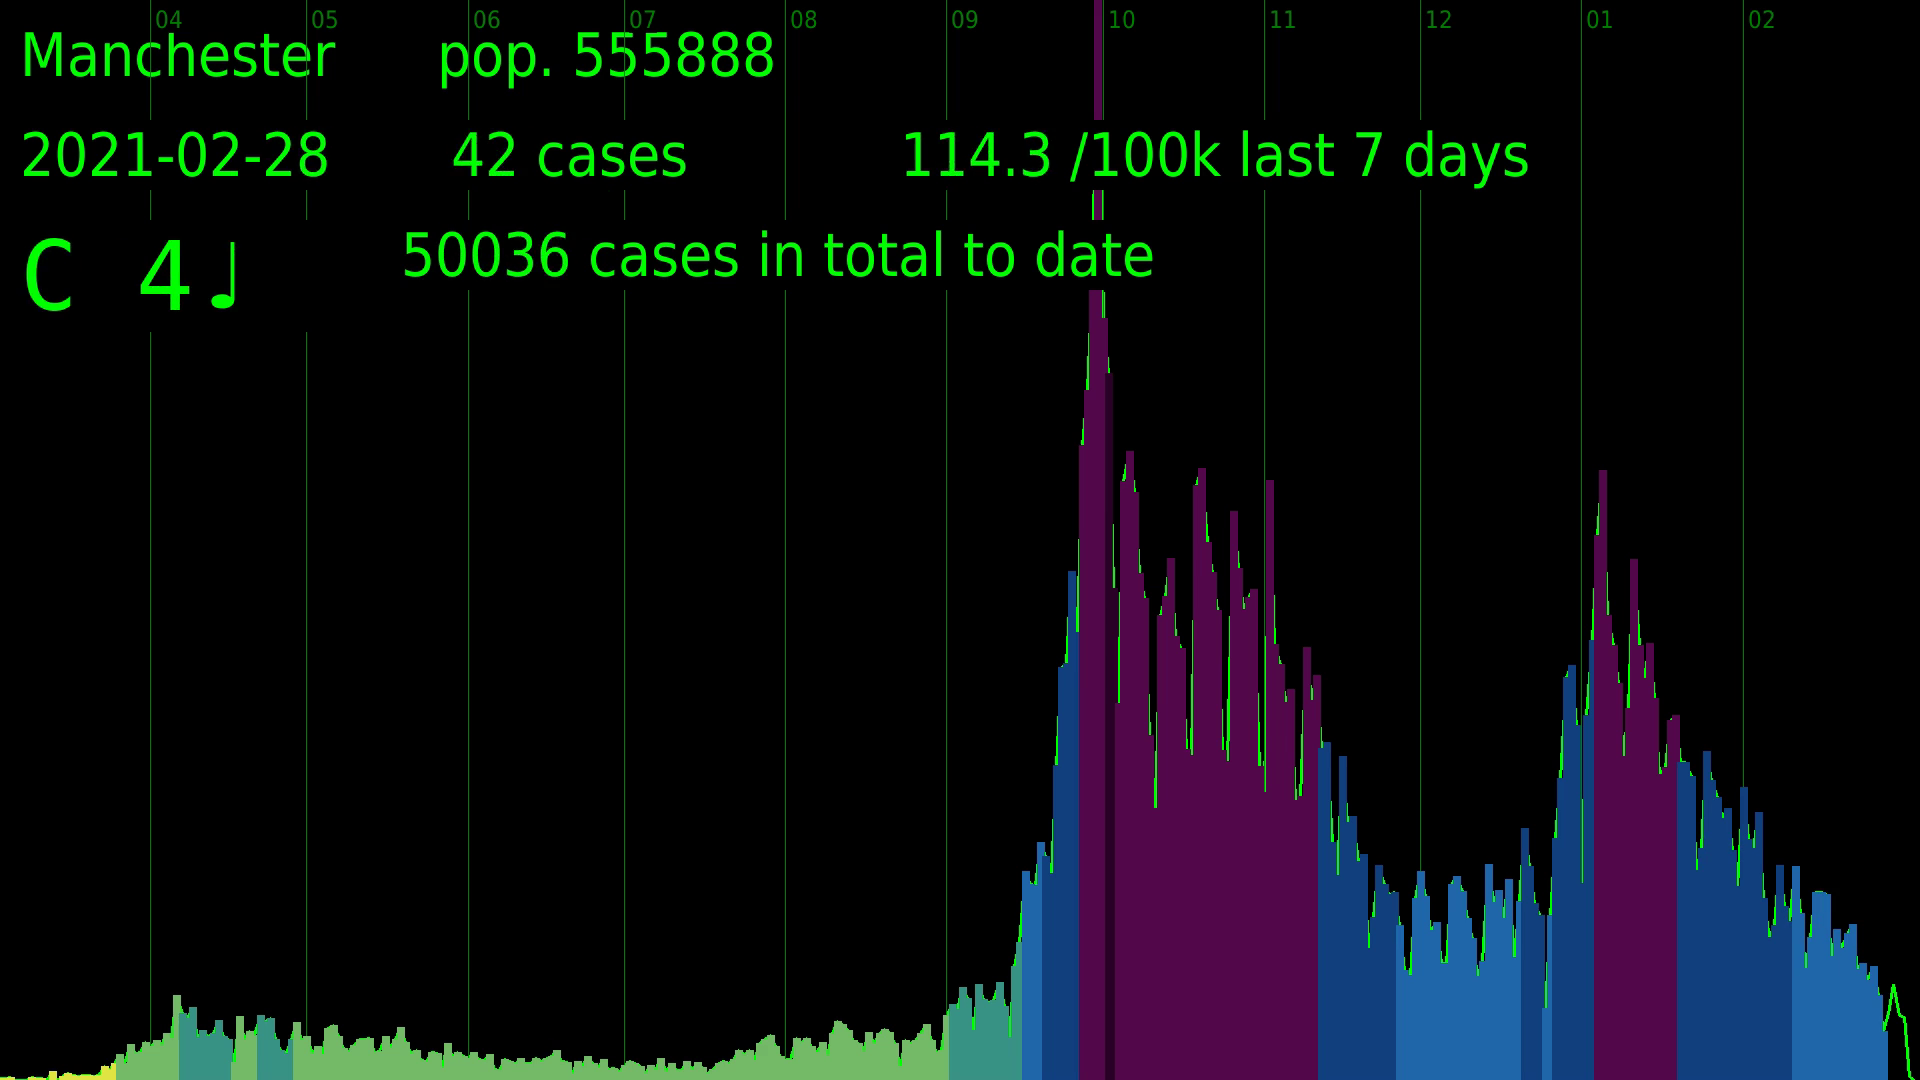 04 05 06 07 08 09 10 11 12 01 02
Manchester pop. 555888
2021-02-28 42 cases 114.3 /100k last 7 days
C 4♩ 50036 cases in total to date